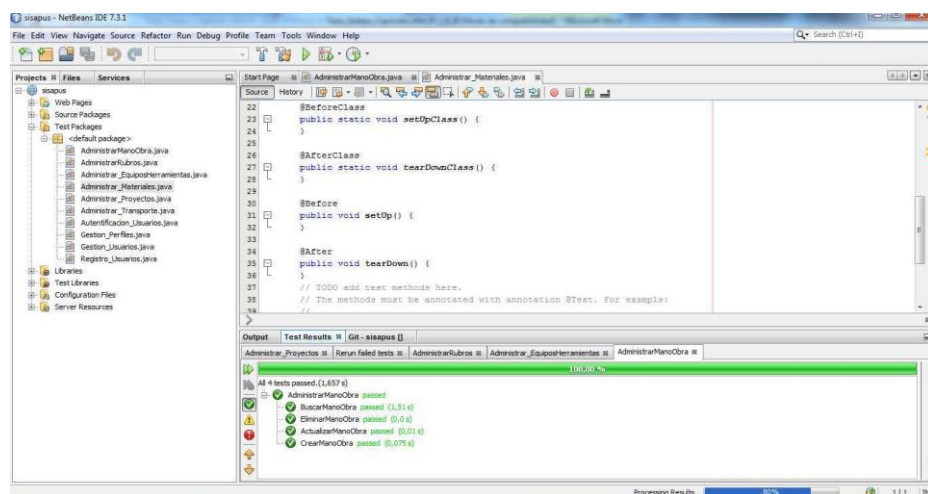 sisapus - NetBeans IDE 7.3.1
File Edit View Navigate Source Refactor Run Debug Profile Team Tools Window Help
Search (Ctrl+I)
Projects Files Services
sisapus
Web Pages
Source Packages
Test Packages
<default package>
AdministrarManoObra.java
AdministrarRubros.java
Administrar_EquiposHerramientas.java
Administrar_Materiales.java
Administrar_Proyectos.java
Administrar_Transporte.java
Autentificacion_Usuarios.java
Gestion_Perfiles.java
Gestion_Usuarios.java
Registro_Usuarios.java
Libraries
Test Libraries
Configuration Files
Server Resources
Start Page AdministrarManoObra.java Administrar_Materiales.java
Source History
22 @BeforeClass
23 public static void setUpClass() {
24 }
25
26 @AfterClass
27 public static void tearDownClass() {
28 }
29
30 @Before
31 public void setUp() {
32 }
33
34 @After
35 public void tearDown() {
36 }
37 // TODO add test methods here.
38 // The methods must be annotated with annotation @Test. For example:
39 //
Output Test Results Git - sisapus []
Administrar_Proyectos Rerun failed tests AdministrarRubros Administrar_EquiposHerramientas AdministrarManoObra
100,00 %
All 4 tests passed.(1,657 s)
AdministrarManoObra passed
BuscarManoObra passed (1,51 s)
EliminarManoObra passed (0,0 s)
ActualizarManoObra passed (0,01 s)
CrearManoObra passed (0,075 s)
Processing Results 80% 1 | 1